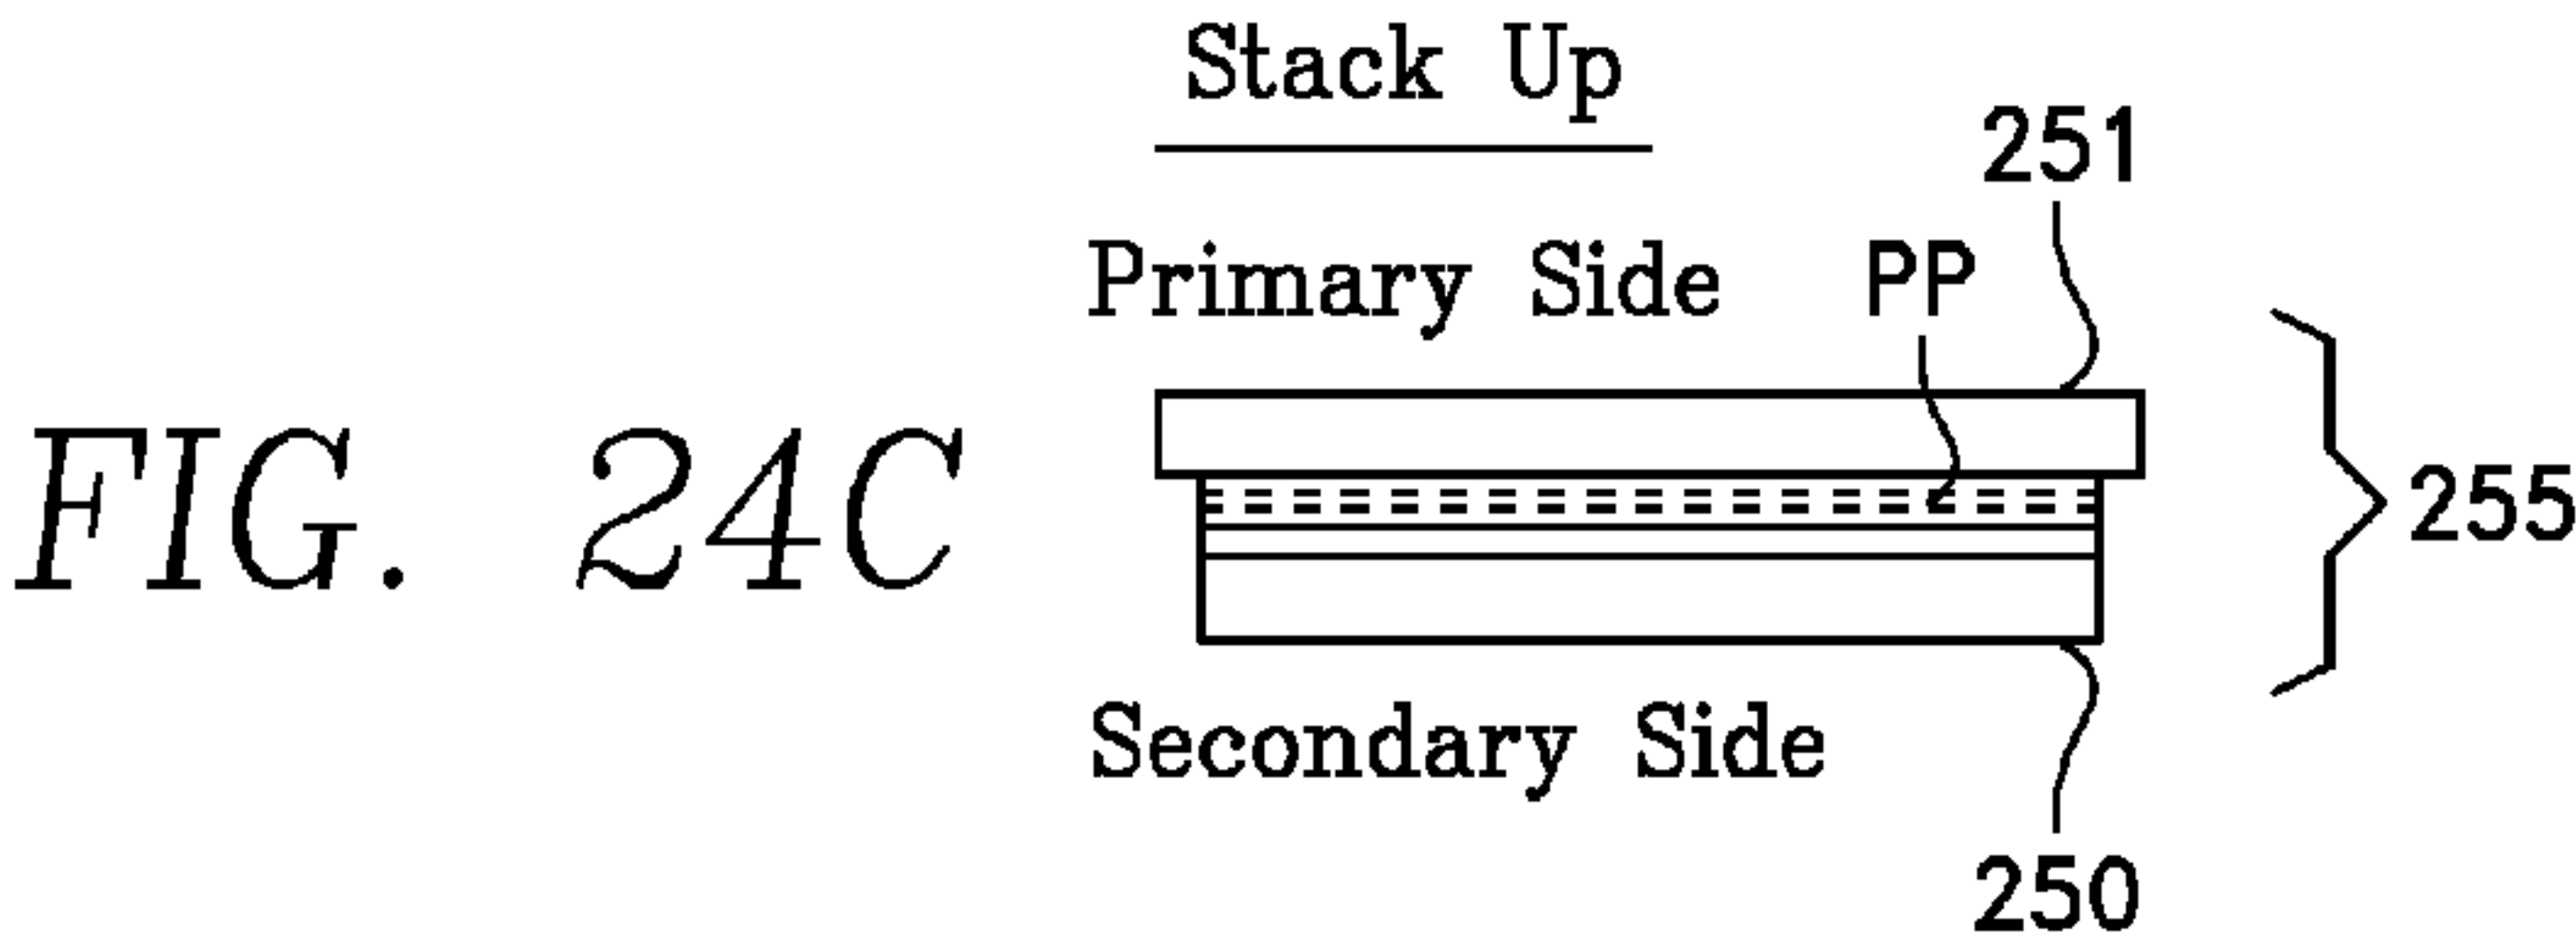 Stack Up
251
Primary Side PP
FIG. 24C
255
Secondary Side
250